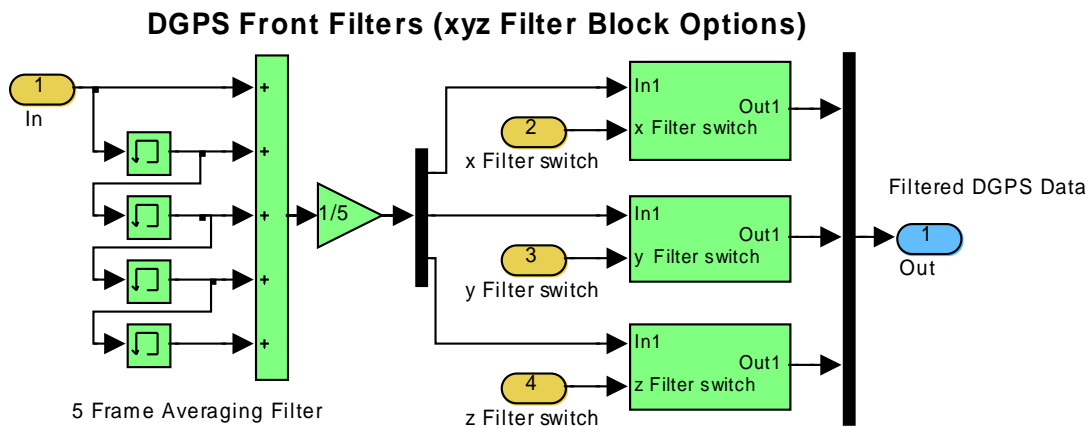 DGPS Front Filters (xyz Filter Block Options)
1
In
+
+
+
+
+
5 Frame Averaging Filter
1/5
2
x Filter switch
3
y Filter switch
4
z Filter switch
In1
x Filter switch
Out1
In1
y Filter switch
Out1
In1
z Filter switch
Out1
Filtered DGPS Data
1
Out